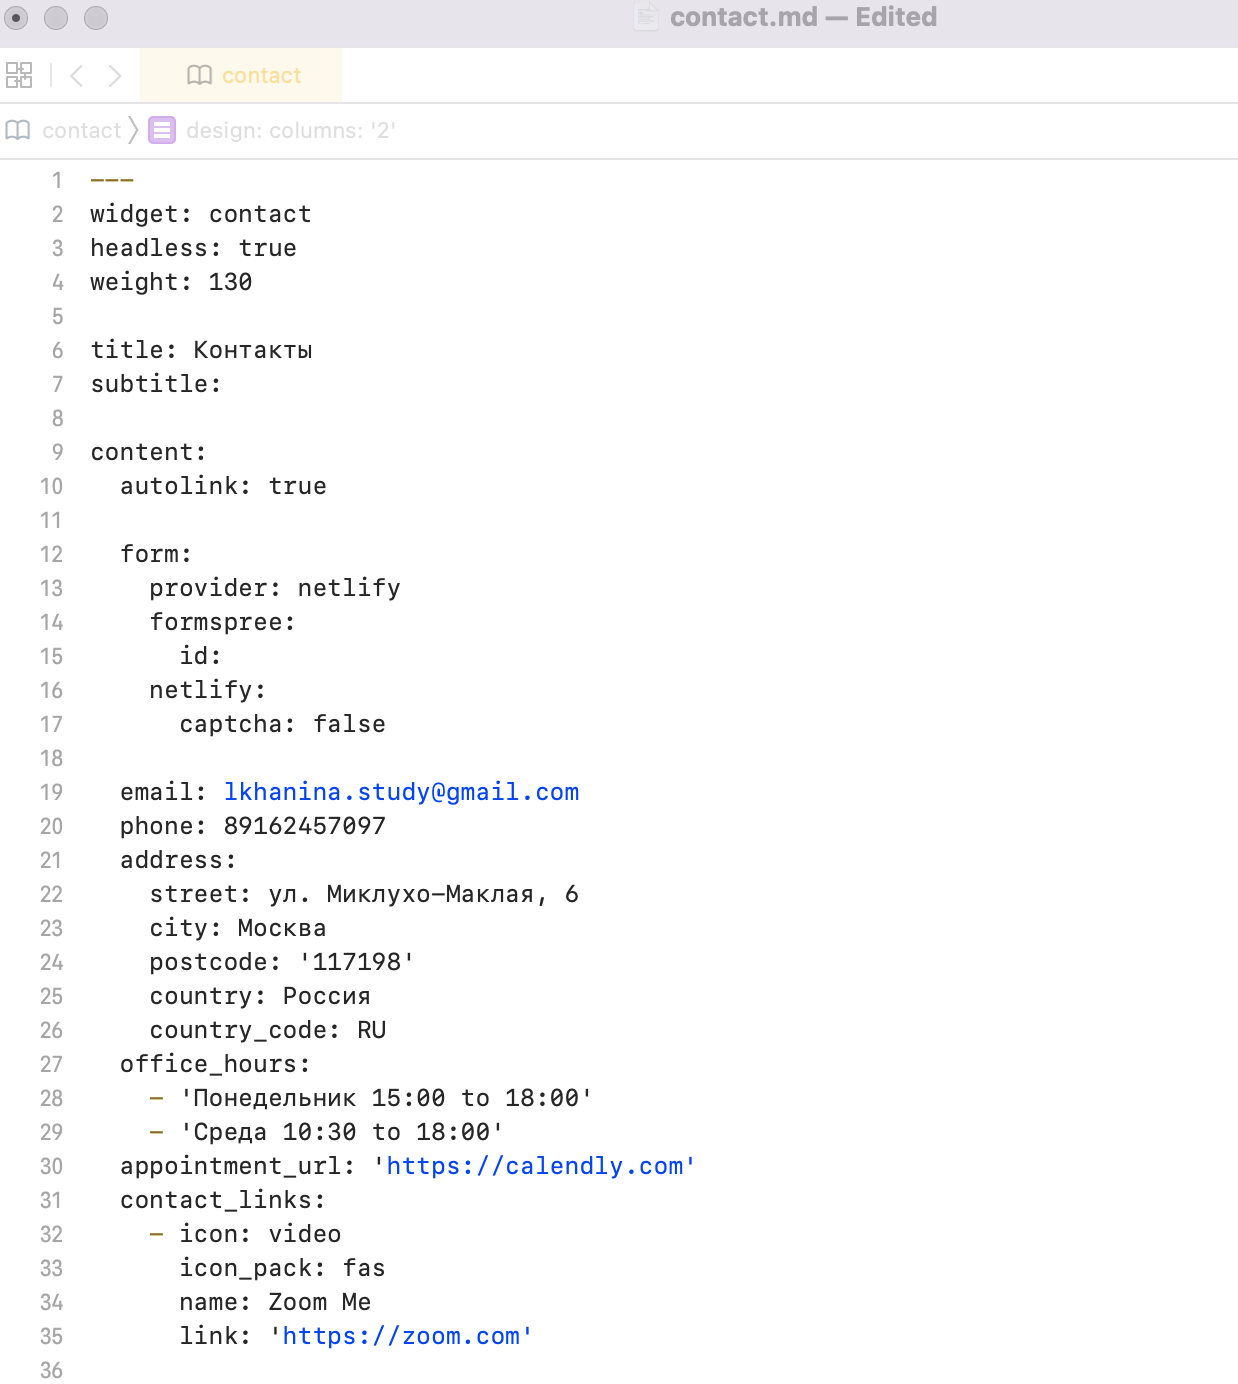 contact.md — Edited
contact
contact design: columns: '2'
1 ---
2 widget: contact
3 headless: true
4 weight: 130
5
6 title: Контакты
7 subtitle:
8
9 content:
10   autolink: true
11
12   form:
13     provider: netlify
14     formspree:
15       id:
16     netlify:
17       captcha: false
18
19   email: lkhanina.study@gmail.com
20   phone: 89162457097
21   address:
22     street: ул. Миклухо-Маклая, 6
23     city: Москва
24     postcode: '117198'
25     country: Россия
26     country_code: RU
27   office_hours:
28     - 'Понедельник 15:00 to 18:00'
29     - 'Среда 10:30 to 18:00'
30   appointment_url: 'https://calendly.com'
31   contact_links:
32     - icon: video
33       icon_pack: fas
34       name: Zoom Me
35       link: 'https://zoom.com'
36